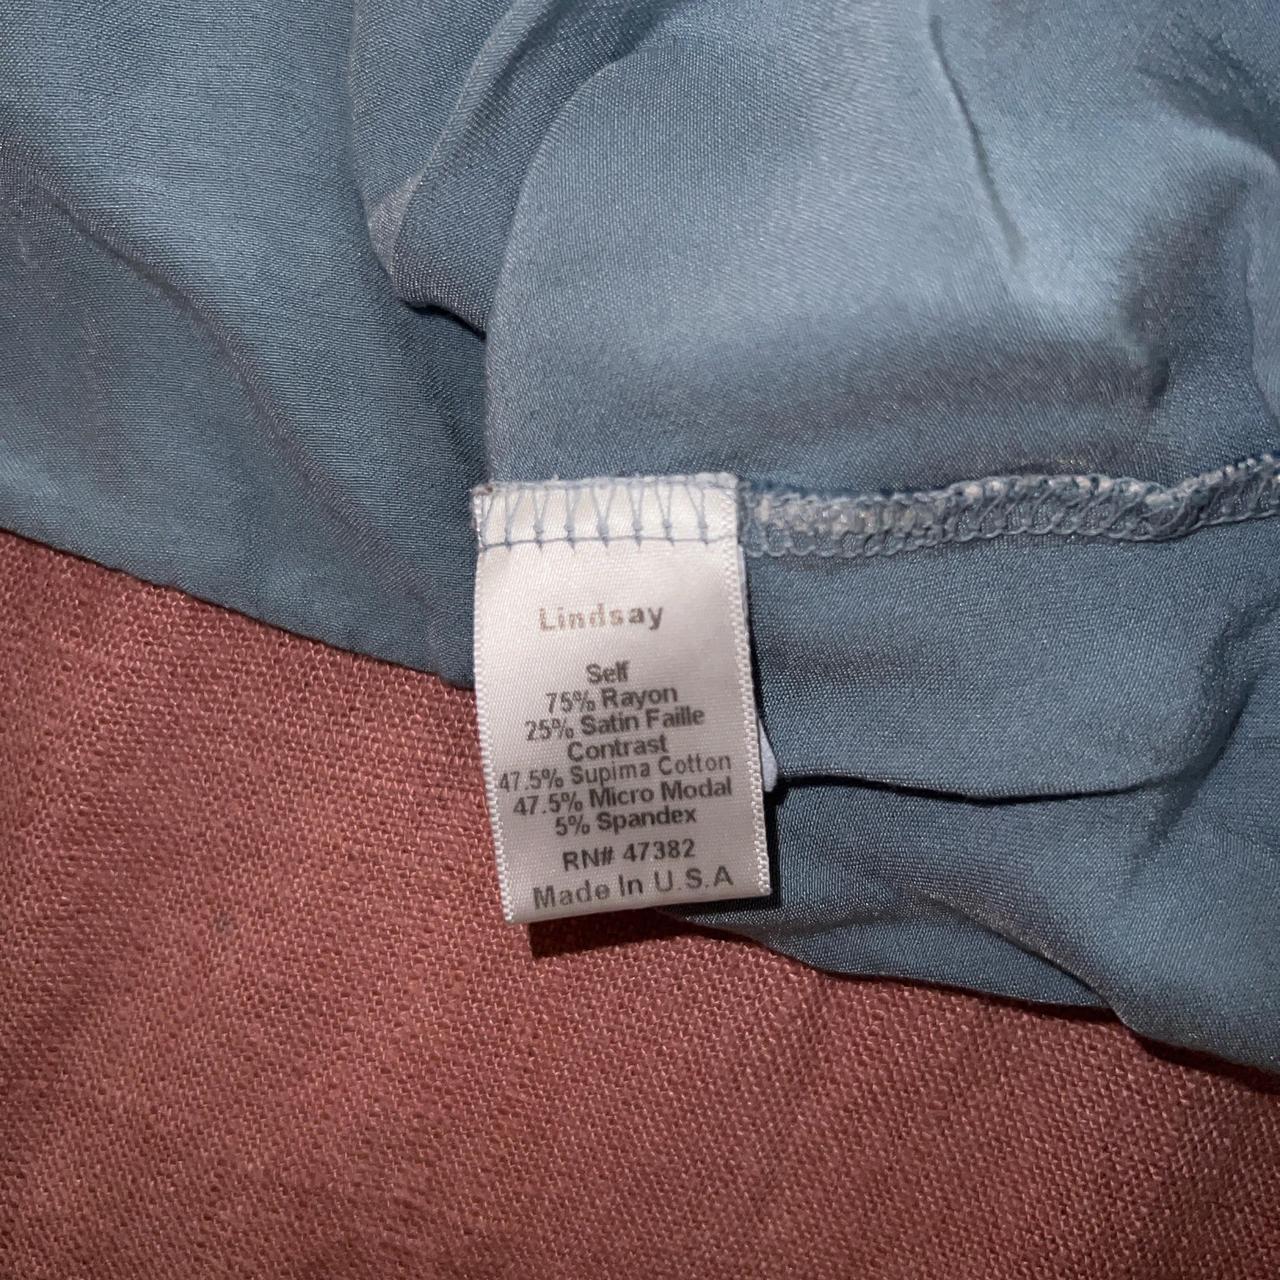 Lindsay
Self
75% Rayon
25% Satin Faille
Contrast
47.5% Supima Cotton
47.5% Micro Modal
5% Spandex
RN# 47382
Made In U.S.A